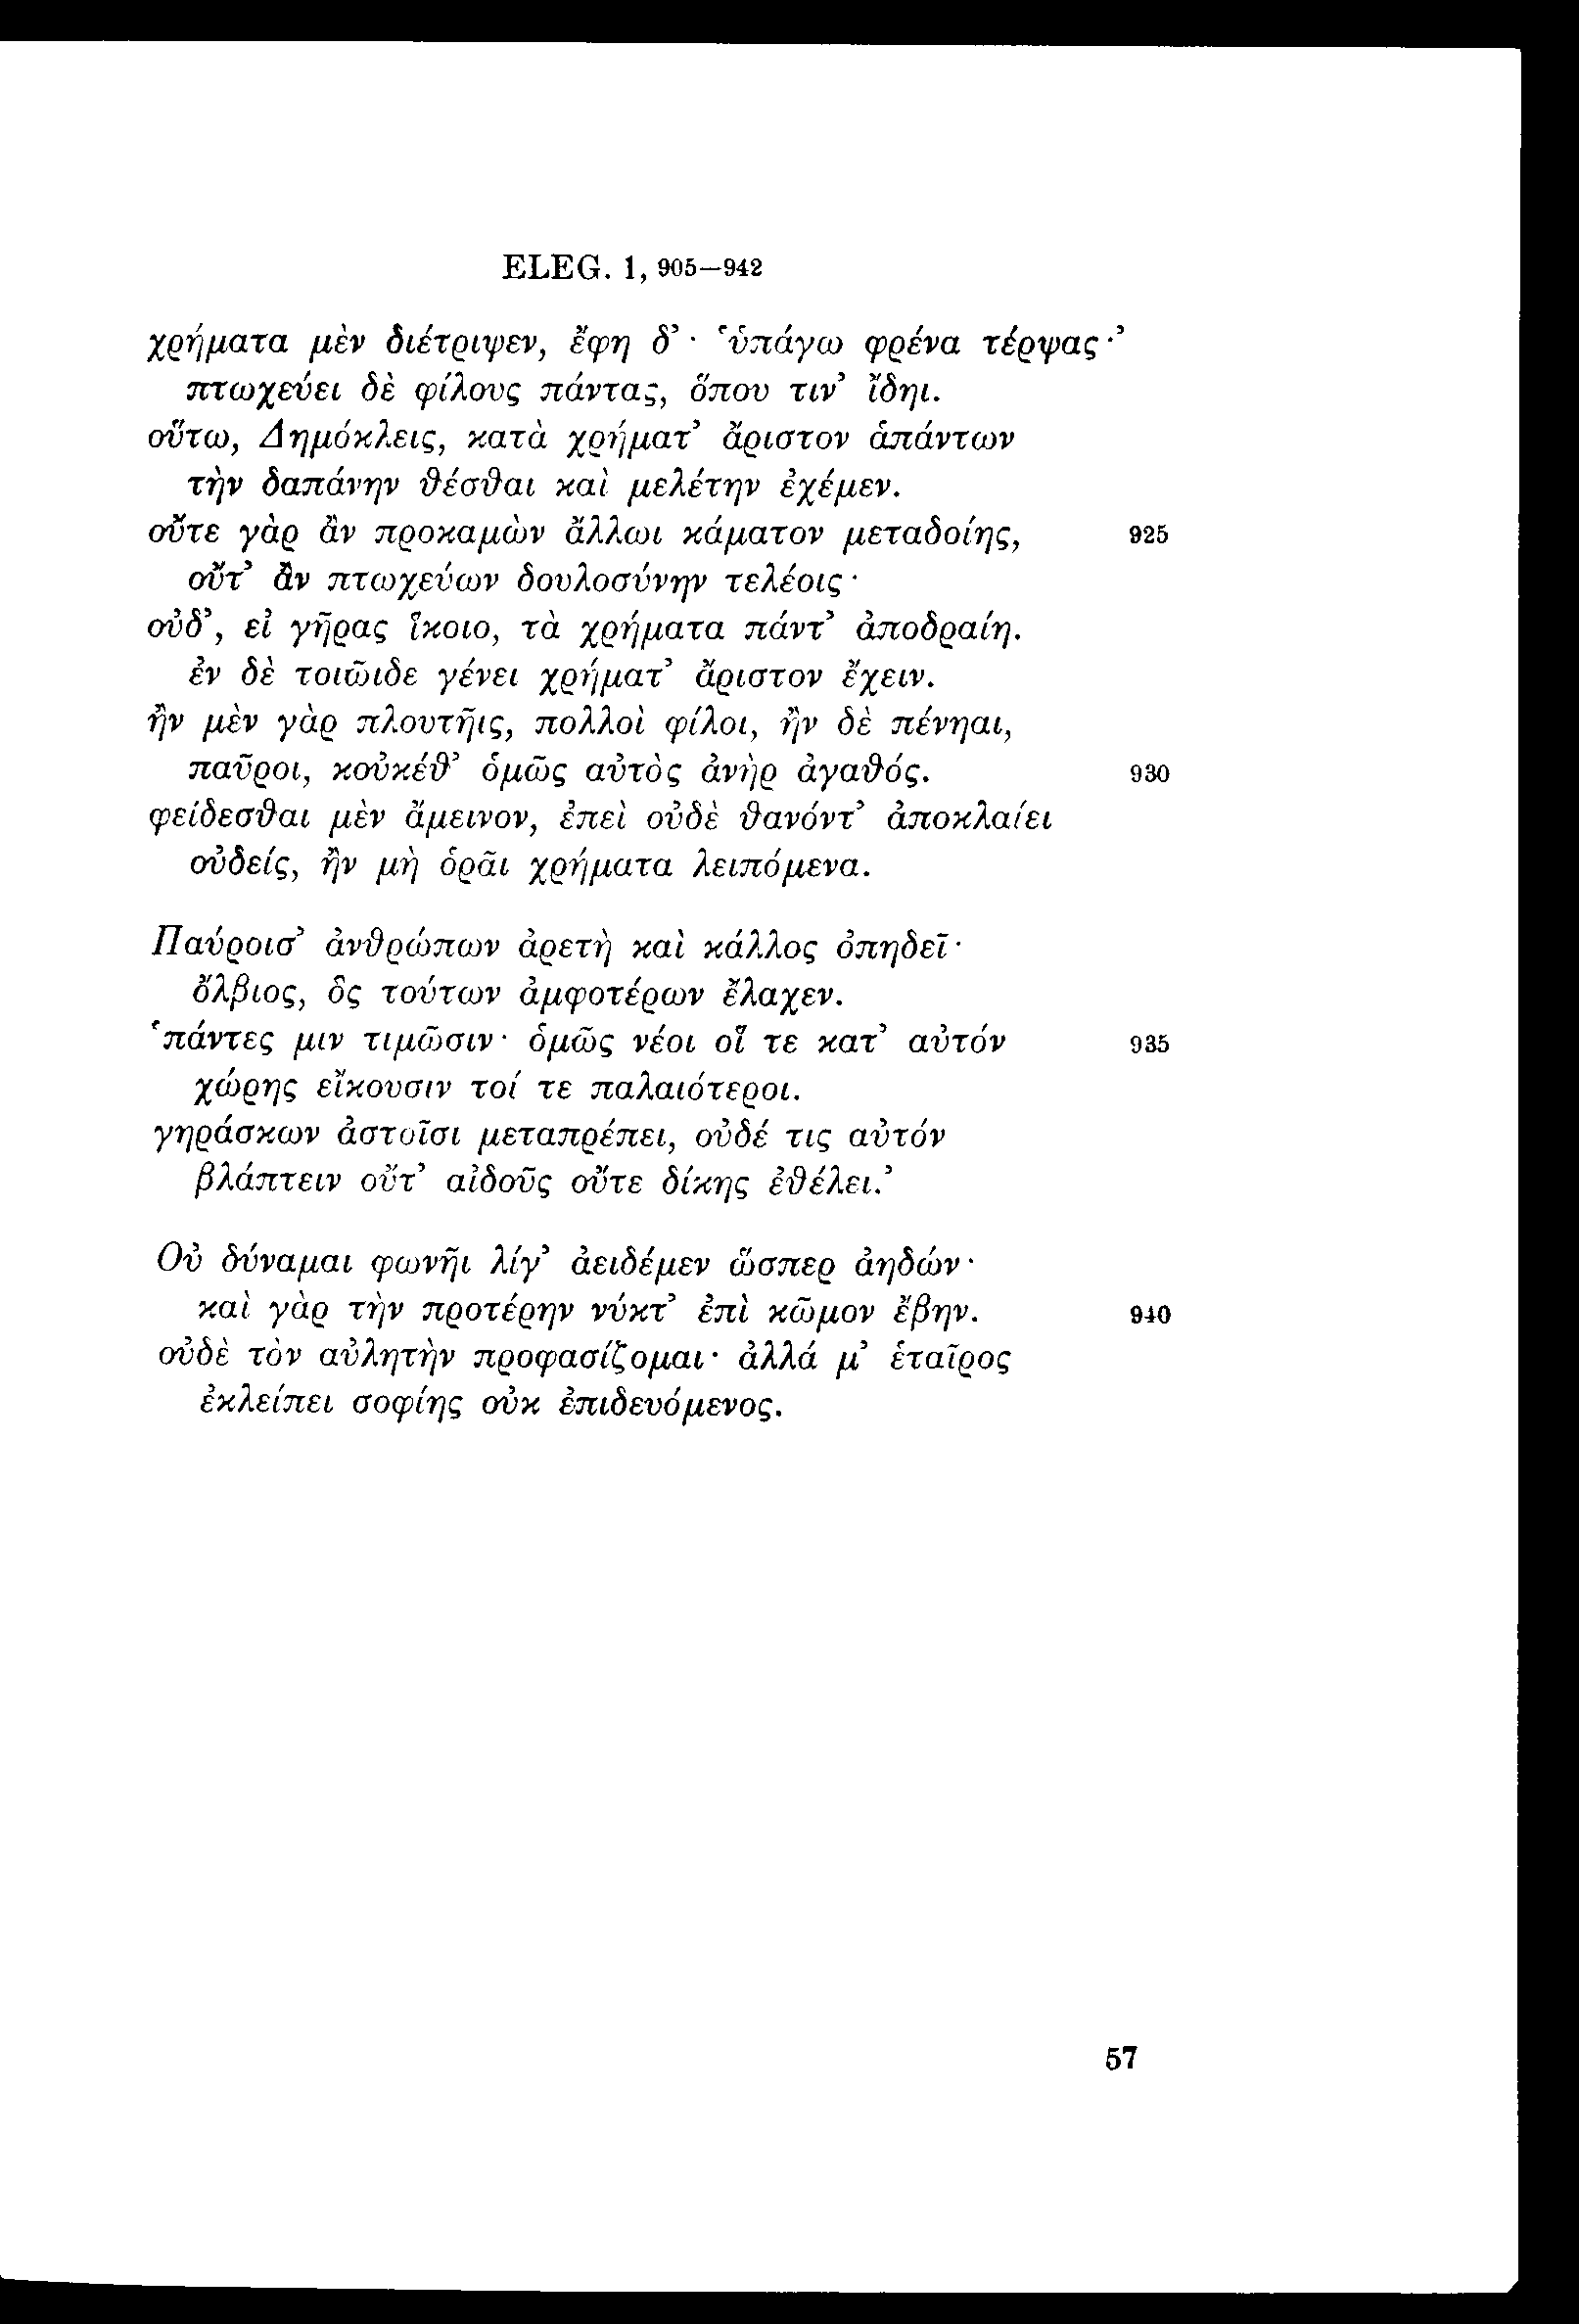 ELEG. 1, 905—942
χρήματα μὲν διέτριψεν, ἔφη δ’· ‘ὑπάγω φρένα τέρψας·’
πτωχεύει δὲ φίλους πάντας, ὅπου τιν’ ἴδηι.
οὕτω, Δημόκλεις, κατὰ χρήματ’ ἄριστον ἁπάντων
τὴν δαπάνην θέσθαι καὶ μελέτην ἐχέμεν.
οὔτε γὰρ ἂν προκαμὼν ἄλλωι κάματον μεταδοίης, 925
οὔτ’ ἂν πτωχεύων δουλοσύνην τελέοις·
οὐδ’, εἰ γῆρας ἵκοιο, τὰ χρήματα πάντ’ ἀποδραίη.
ἐν δὲ τοιῶιδε γένει χρήματ’ ἄριστον ἔχειν.
ἢν μὲν γὰρ πλουτῆις, πολλοὶ φίλοι, ἢν δὲ πένηαι,
παῦροι, κοὐκέθ’ ὁμῶς αὐτὸς ἀνὴρ ἀγαθός. 930
φείδεσθαι μὲν ἄμεινον, ἐπεὶ οὐδὲ θανόντ’ ἀποκλαίει
οὐδείς, ἢν μὴ ὁρᾶι χρήματα λειπόμενα.
Παύροισ’ ἀνθρώπων ἀρετὴ καὶ κάλλος ὀπηδεῖ·
ὄλβιος, ὃς τούτων ἀμφοτέρων ἔλαχεν.
‘πάντες μιν τιμῶσιν· ὁμῶς νέοι οἵ τε κατ’ αὐτόν 935
χώρης εἴκουσιν τοί τε παλαιότεροι.
γηράσκων ἀστοῖσι μεταπρέπει, οὐδέ τις αὐτόν
βλάπτειν οὔτ’ αἰδοῦς οὔτε δίκης ἐθέλει.’
Οὐ δύναμαι φωνῆι λίγ’ ἀειδέμεν ὥσπερ ἀηδών·
καὶ γὰρ τὴν προτέρην νύκτ’ ἐπὶ κῶμον ἔβην. 940
οὐδὲ τὸν αὐλητὴν προφασίζομαι· ἀλλά μ’ ἑταῖρος
ἐκλείπει σοφίης οὐκ ἐπιδευόμενος.
57